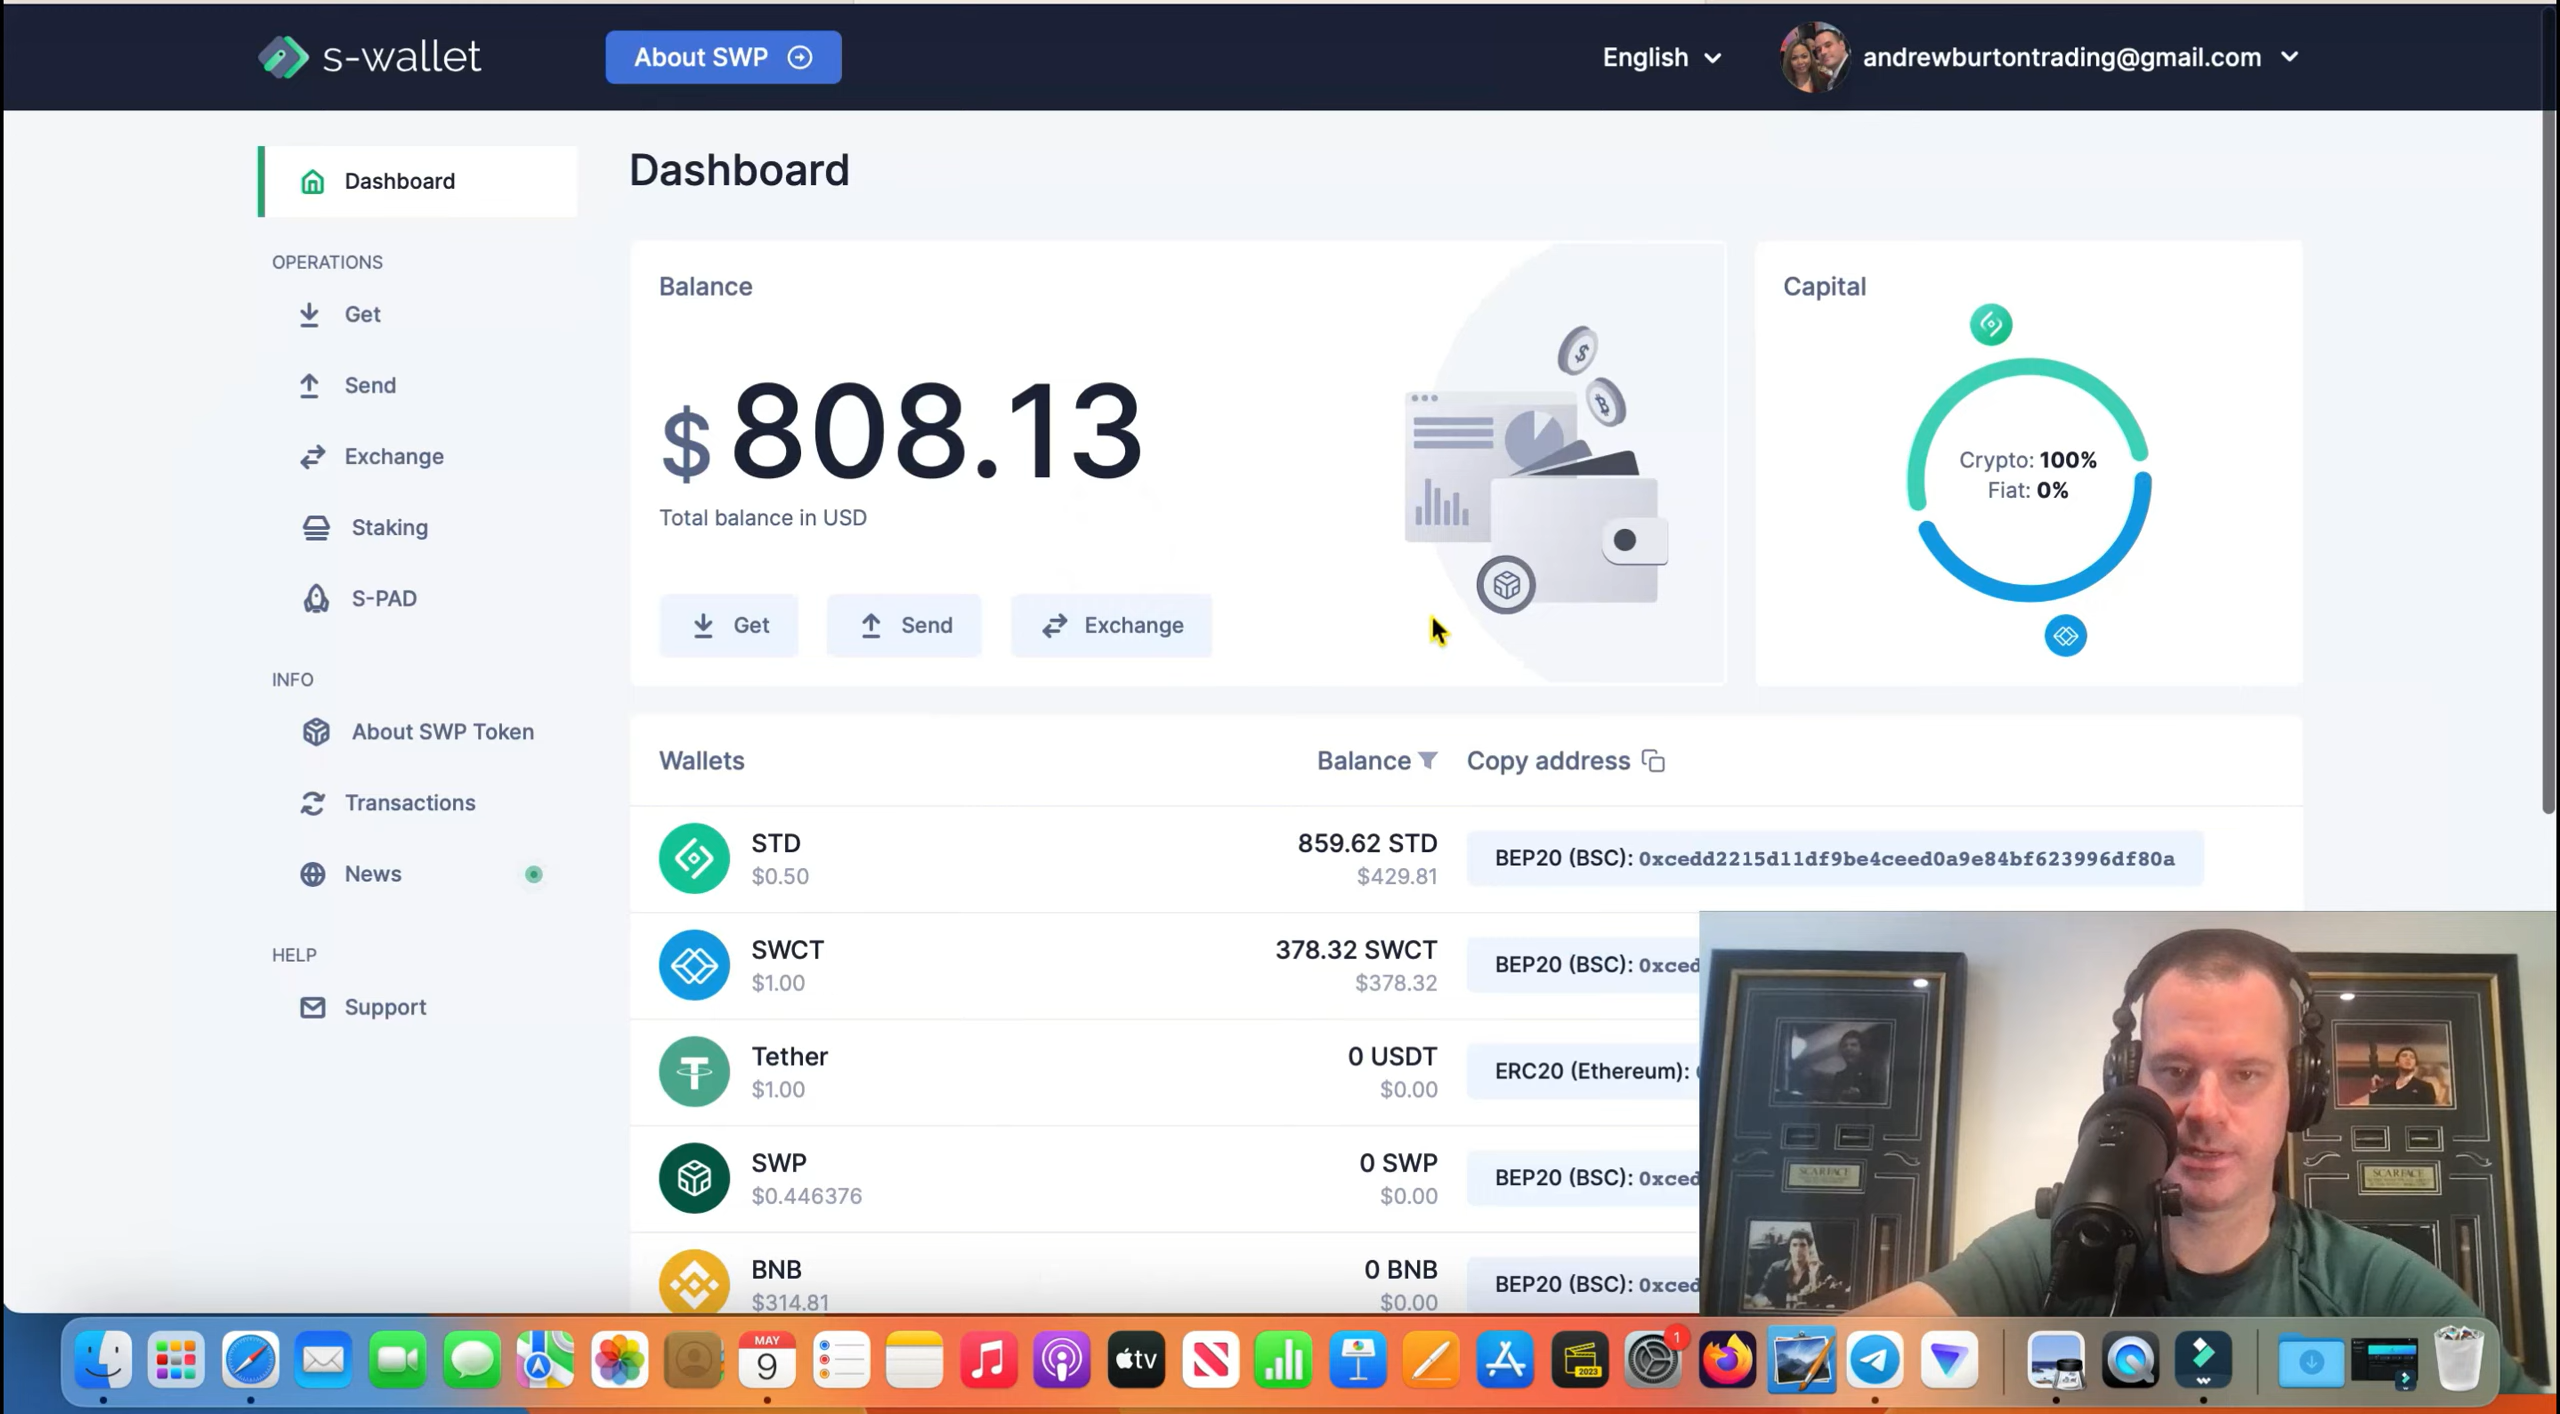 s-wallet
About SWP
English
andrewburtontrading@gmail.com
Dashboard
OPERATIONS
Get
Send
Exchange
Staking
S-PAD
INFO
About SWP Token
Transactions
News
HELP
Support
Dashboard
Balance
$ 808.13
Total balance in USD
Get
Send
Exchange
Capital
Crypto: 100%
Fiat: 0%
Wallets
Balance
Copy address
STD
$0.50
859.62 STD
$429.81
BEP20 (BSC): 0xcedd2215d11df9be4ceed0a9e84bf623996df80a
SWCT
$1.00
378.32 SWCT
$378.32
BEP20 (BSC): 0xced
Tether
$1.00
0 USDT
$0.00
ERC20 (Ethereum):
SWP
$0.446376
0 SWP
$0.00
BEP20 (BSC): 0xced
BNB
$314.81
0 BNB
$0.00
BEP20 (BSC): 0xced
SCARFACE
SCARFACE
MAY
9
tv
2023
1